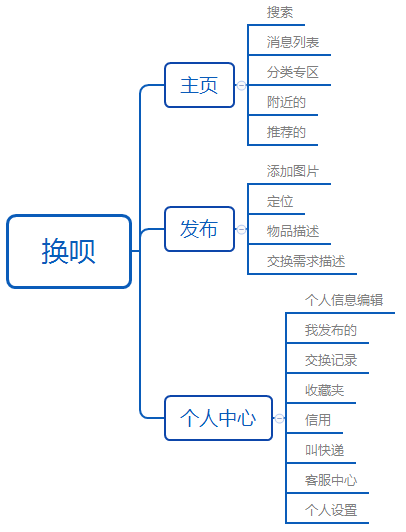 换呗
主页
搜索
消息列表
分类专区
附近的
推荐的
发布
添加图片
定位
物品描述
交换需求描述
个人中心
个人信息编辑
我发布的
交换记录
收藏夹
信用
叫快递
客服中心
个人设置